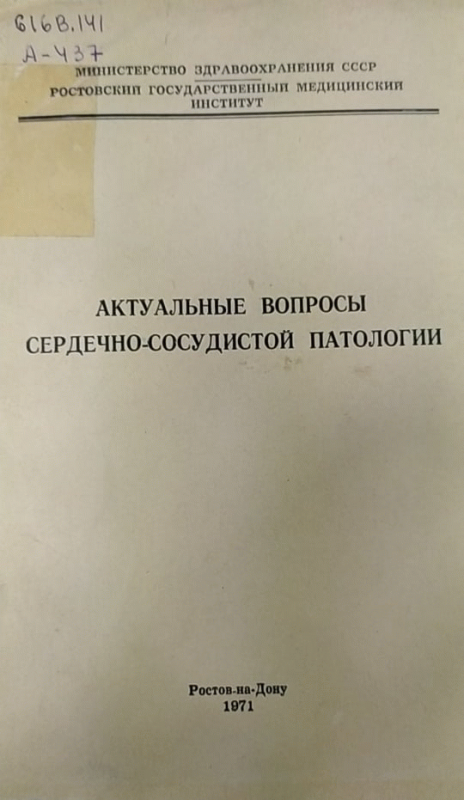 616В.141
А-437
МИНИСТЕРСТВО ЗДРАВООХРАНЕНИЯ СССР
РОСТОВСКИЙ ГОСУДАРСТВЕННЫЙ МЕДИЦИНСКИЙ
ИНСТИТУТ
АКТУАЛЬНЫЕ ВОПРОСЫ
СЕРДЕЧНО-СОСУДИСТОЙ ПАТОЛОГИИ
Ростов-на-Дону
1971